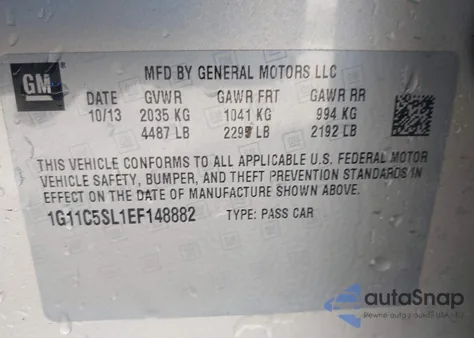 GM
MFD BY GENERAL MOTORS LLC
DATE GVWR GAWR FRT GAWR RR
10/13 2035 KG 1041 KG 994 KG
4487 LB 2295 LB 2192 LB
THIS VEHICLE CONFORMS TO ALL APPLICABLE U.S. FEDERAL MOTOR
VEHICLE SAFETY, BUMPER, AND THEFT PREVENTION STANDARDS IN
EFFECT ON THE DATE OF MANUFACTURE SHOWN ABOVE.
1G11C5SL1EF148882 TYPE: PASS CAR
autoSnap